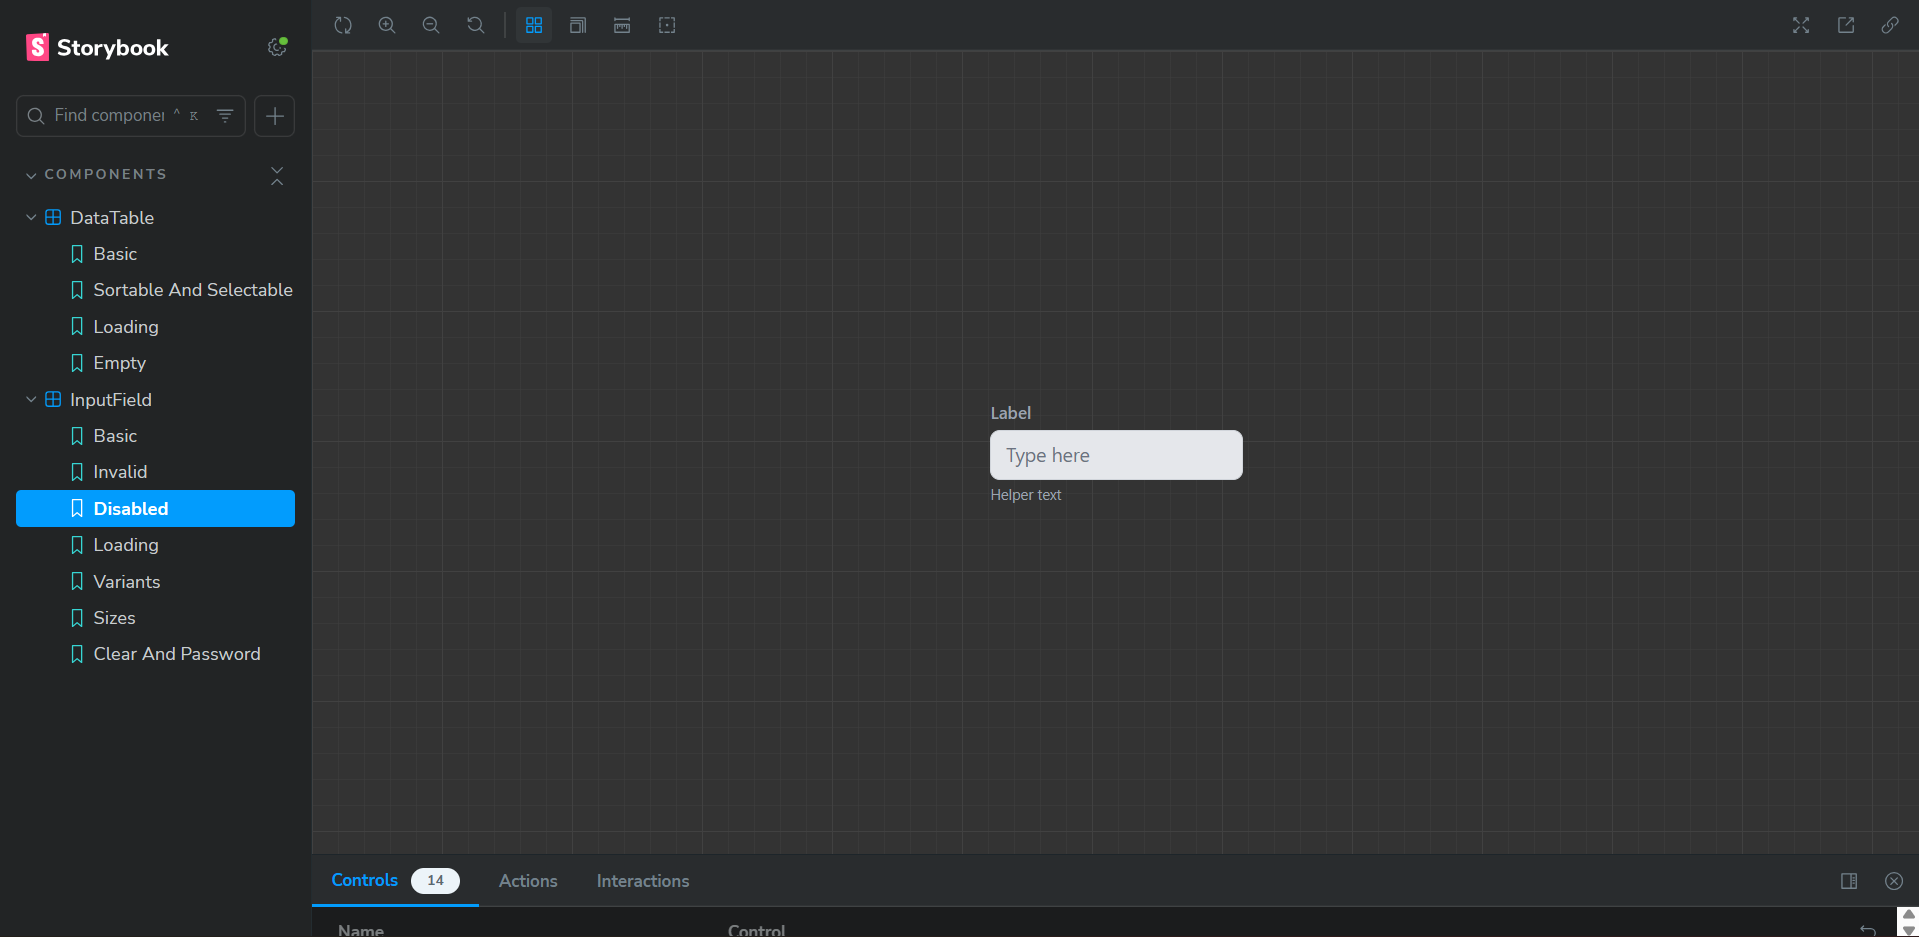 Storybook
Find componer ^ K
COMPONENTS
DataTable
Basic
Sortable And Selectable
Loading
Empty
InputField
Basic
Invalid
Disabled
Loading
Variants
Sizes
Clear And Password
Label
Type here
Helper text
Controls 14 Actions Interactions
Name Control